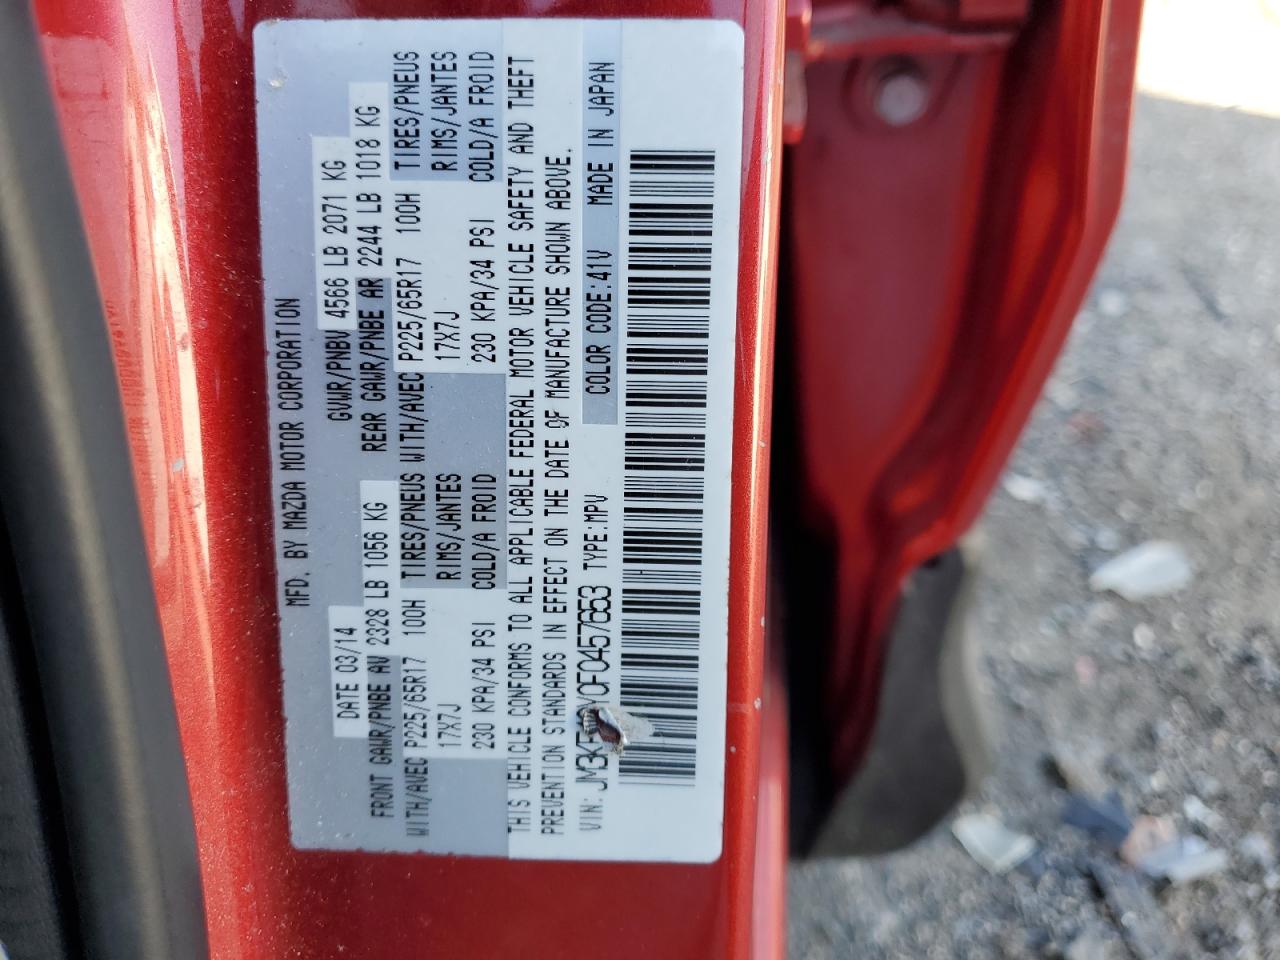 MFD. BY MAZDA MOTOR CORPORATION
DATE 03/14 GVWR/PNBV 4566 LB 2071 KG
FRONT GAWR/PNBE AV 2328 LB 1056 KG REAR GAWR/PNBE AR 2244 LB 1018 KG
WITH/AVEC P225/65R17 100H TIRES/PNEUS WITH/AVEC P225/65R17 100H TIRES/PNEUS
17X7J RIMS/JANTES 17X7J RIMS/JANTES
230 KPA/34 PSI COLD/A FROID 230 KPA/34 PSI COLD/A FROID
THIS VEHICLE CONFORMS TO ALL APPLICABLE FEDERAL MOTOR VEHICLE SAFETY AND THEFT
PREVENTION STANDARDS IN EFFECT ON THE DATE OF MANUFACTURE SHOWN ABOVE.
VIN: TYPE:MPV COLOR CODE:41V MADE IN JAPAN